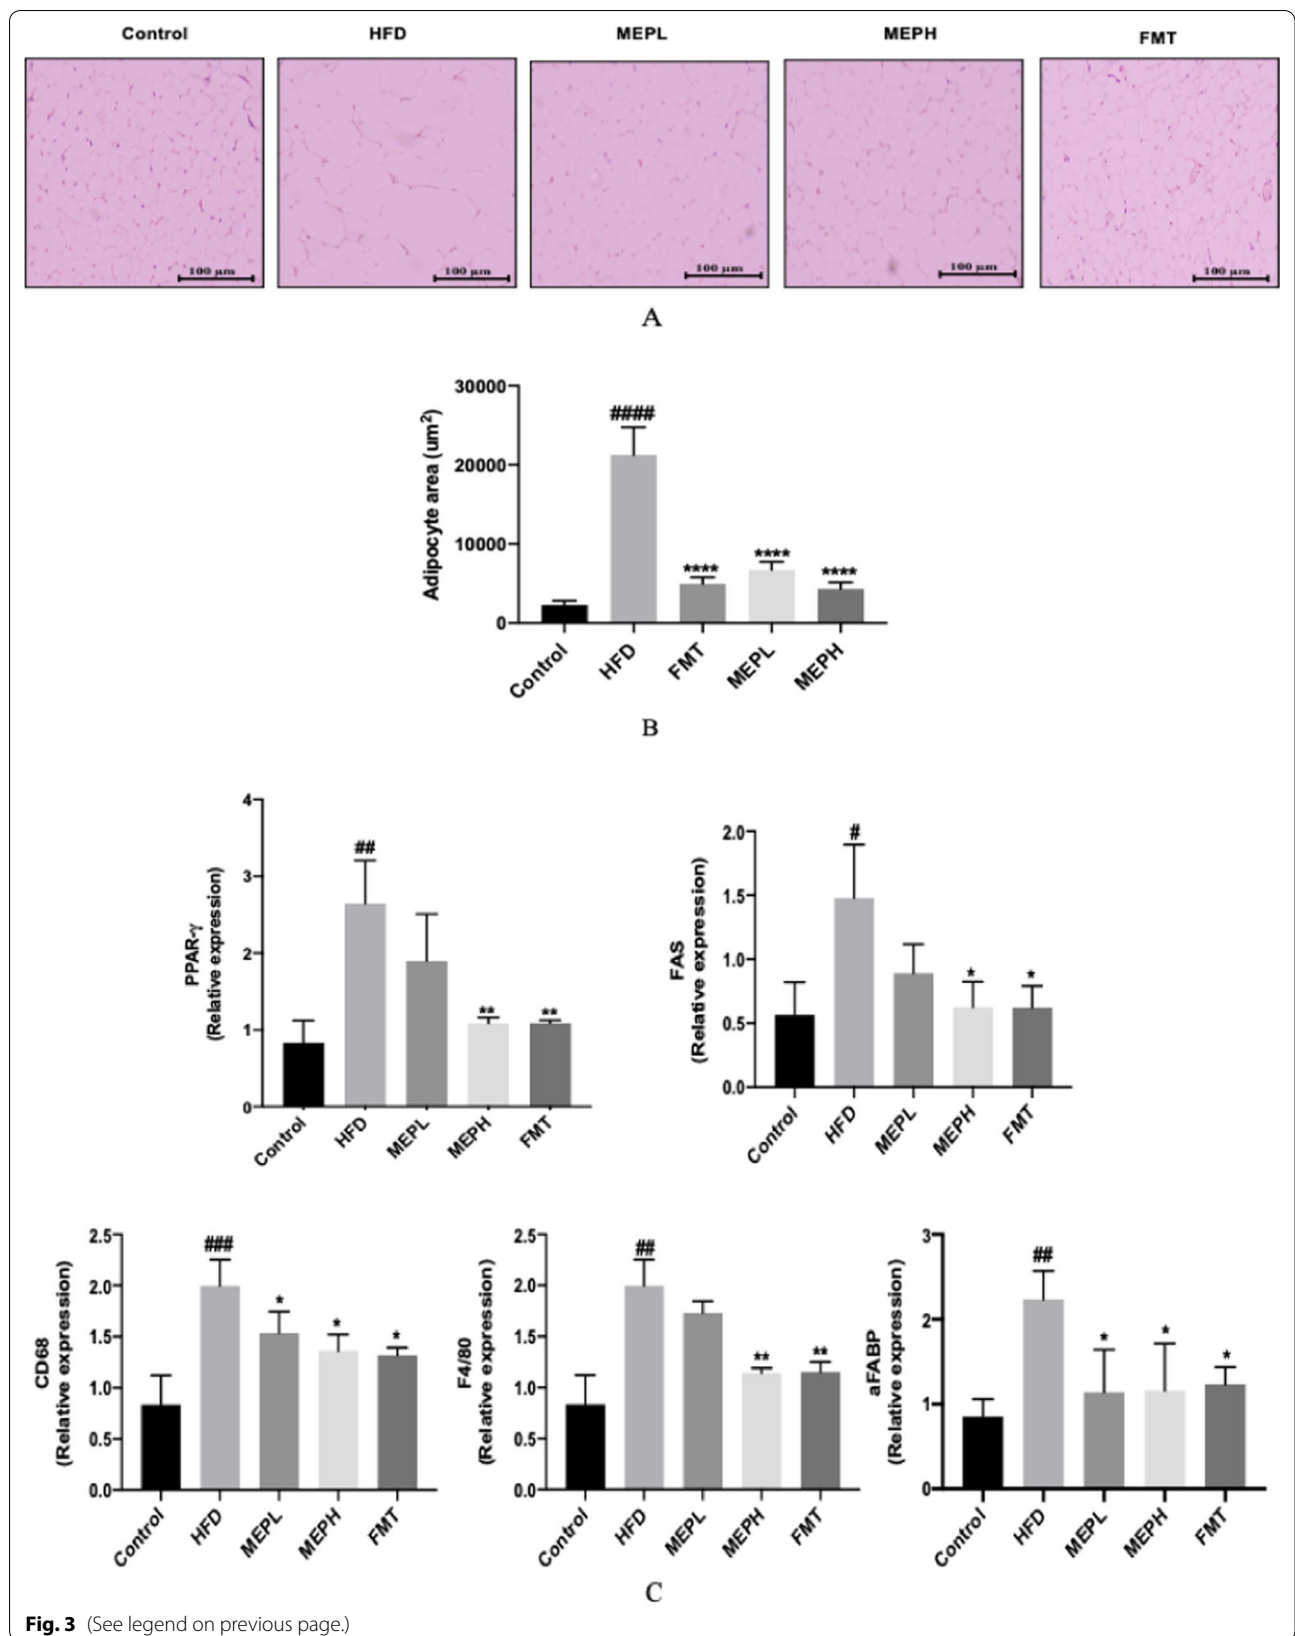 Control HFD MEPL MEPH FMT
100 µm 100 µm 100 µm 100 µm 100 µm
A
Adipocyte area (um²)
30000
20000
10000
0
####
**** **** ****
Control HFD FMT MEPL MEPH
B
PPAR-γ
(Relative expression)
4
3
2
1
0
##
** **
Control HFD MEPL MEPH FMT
FAS
(Relative expression)
2.0
1.5
1.0
0.5
0.0
#
* *
Control HFD MEPL MEPH FMT
CD68
(Relative expression)
2.5
2.0
1.5
1.0
0.5
0.0
###
* * *
Control HFD MEPL MEPH FMT
F4/80
(Relative expression)
2.5
2.0
1.5
1.0
0.5
0.0
##
** **
Control HFD MEPL MEPH FMT
aFABP
(Relative expression)
3
2
1
0
##
* * *
Control HFD MEPL MEPH FMT
C
Fig. 3 (See legend on previous page.)